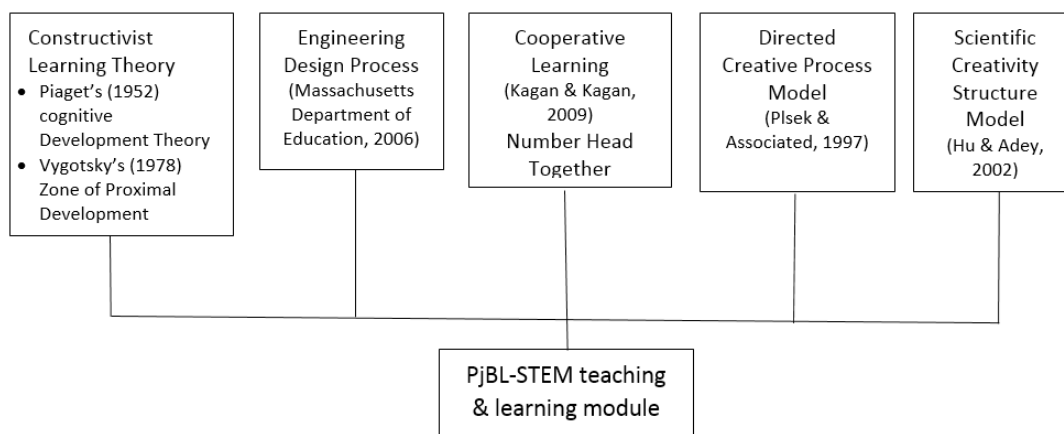 Constructivist
Learning Theory
• Piaget's (1952)
cognitive
Development Theory
• Vygotsky's (1978)
Zone of Proximal
Development
Engineering
Design Process
(Massachusetts
Department of
Education, 2006)
Cooperative
Learning
(Kagan & Kagan,
2009)
Number Head
Together
Directed
Creative Process
Model
(Plsek &
Associated, 1997)
Scientific
Creativity
Structure
Model
(Hu & Adey,
2002)
PjBL-STEM teaching
& learning module